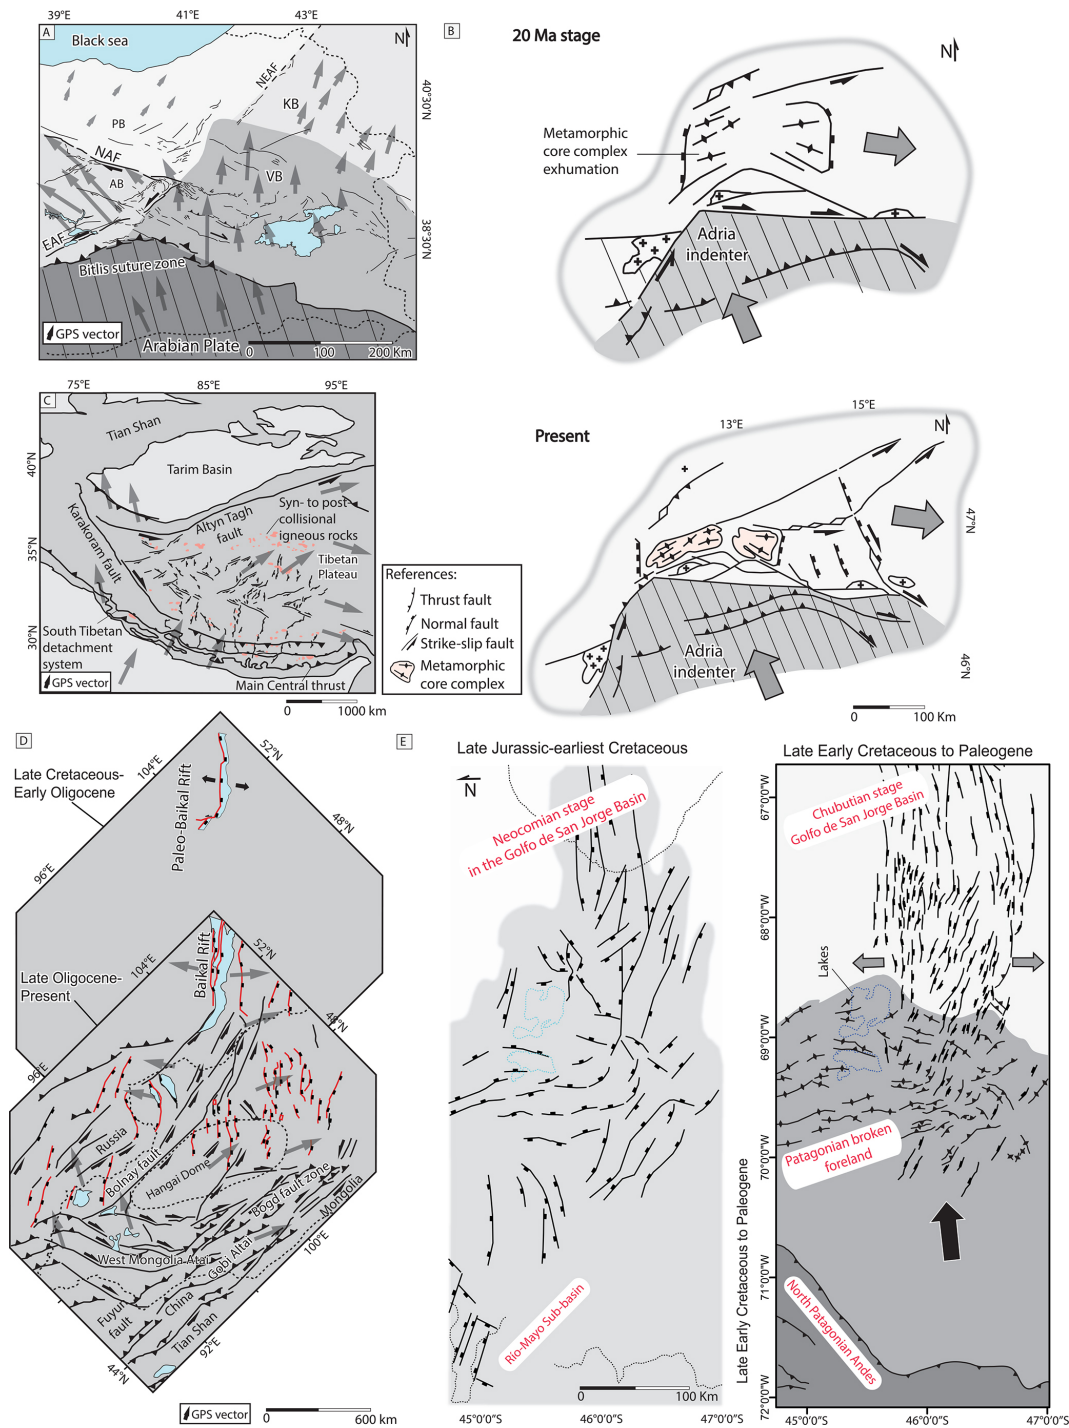 A
39°E
41°E
43°E
Black sea
N
NEAF
KB
40°30'0"N
PB
NAF
AB
VB
EAF
38°30'0"N
Bitlis suture zone
GPS vector
Arabian Plate
0 100 200 Km
B
20 Ma stage
N
Metamorphic
core complex
exhumation
Adria
indenter
Present
13°E
15°E
N
47°N
46°N
Adria
indenter
0 100 km
C
75°E
85°E
95°E
Tian Shan
40°N
Tarim Basin
Karakoram fault
Altyn Tagh
fault
Syn- to post-
collisional
igneous rocks
35°N
Tibetan
Plateau
South Tibetan
detachment
system
30°N
Main Central thrust
GPS vector
0 1000 km
References:
Thrust fault
Normal fault
Strike-slip fault
Metamorphic
core complex
D
Late Cretaceous-
Early Oligocene
104°E
52°N
Paleo-Baikal Rift
48°N
96°E
Late Oligocene-
Present
104°E
Baikal Rift
52°N
48°N
96°E
Russia
Bolnay fault
Hangai Dome
Bogd fault zone
Mongolia
West Mongolia Altai
Gobi Altai
100°E
Fuyun
fault
China
Tian Shan
92°E
44°N
GPS vector
0 600 km
E
Late Jurassic-earliest Cretaceous
N
Neocomian stage
in the Golfo de San Jorge Basin
Rio-Mayo Sub-basin
0 100 Km
45°0'0"S
46°0'0"S
47°0'0"S
Late Early Cretaceous to Paleogene
Late Early Cretaceous to Paleogene
67°0'0"W
Chubutian stage
Golfo de San Jorge Basin
68°0'0"W
Lakes
69°0'0"W
Patagonian broken
foreland
70°0'0"W
71°0'0"W
North Patagonian Andes
72°0'0"W
45°0'0"S
46°0'0"S
47°0'0"S